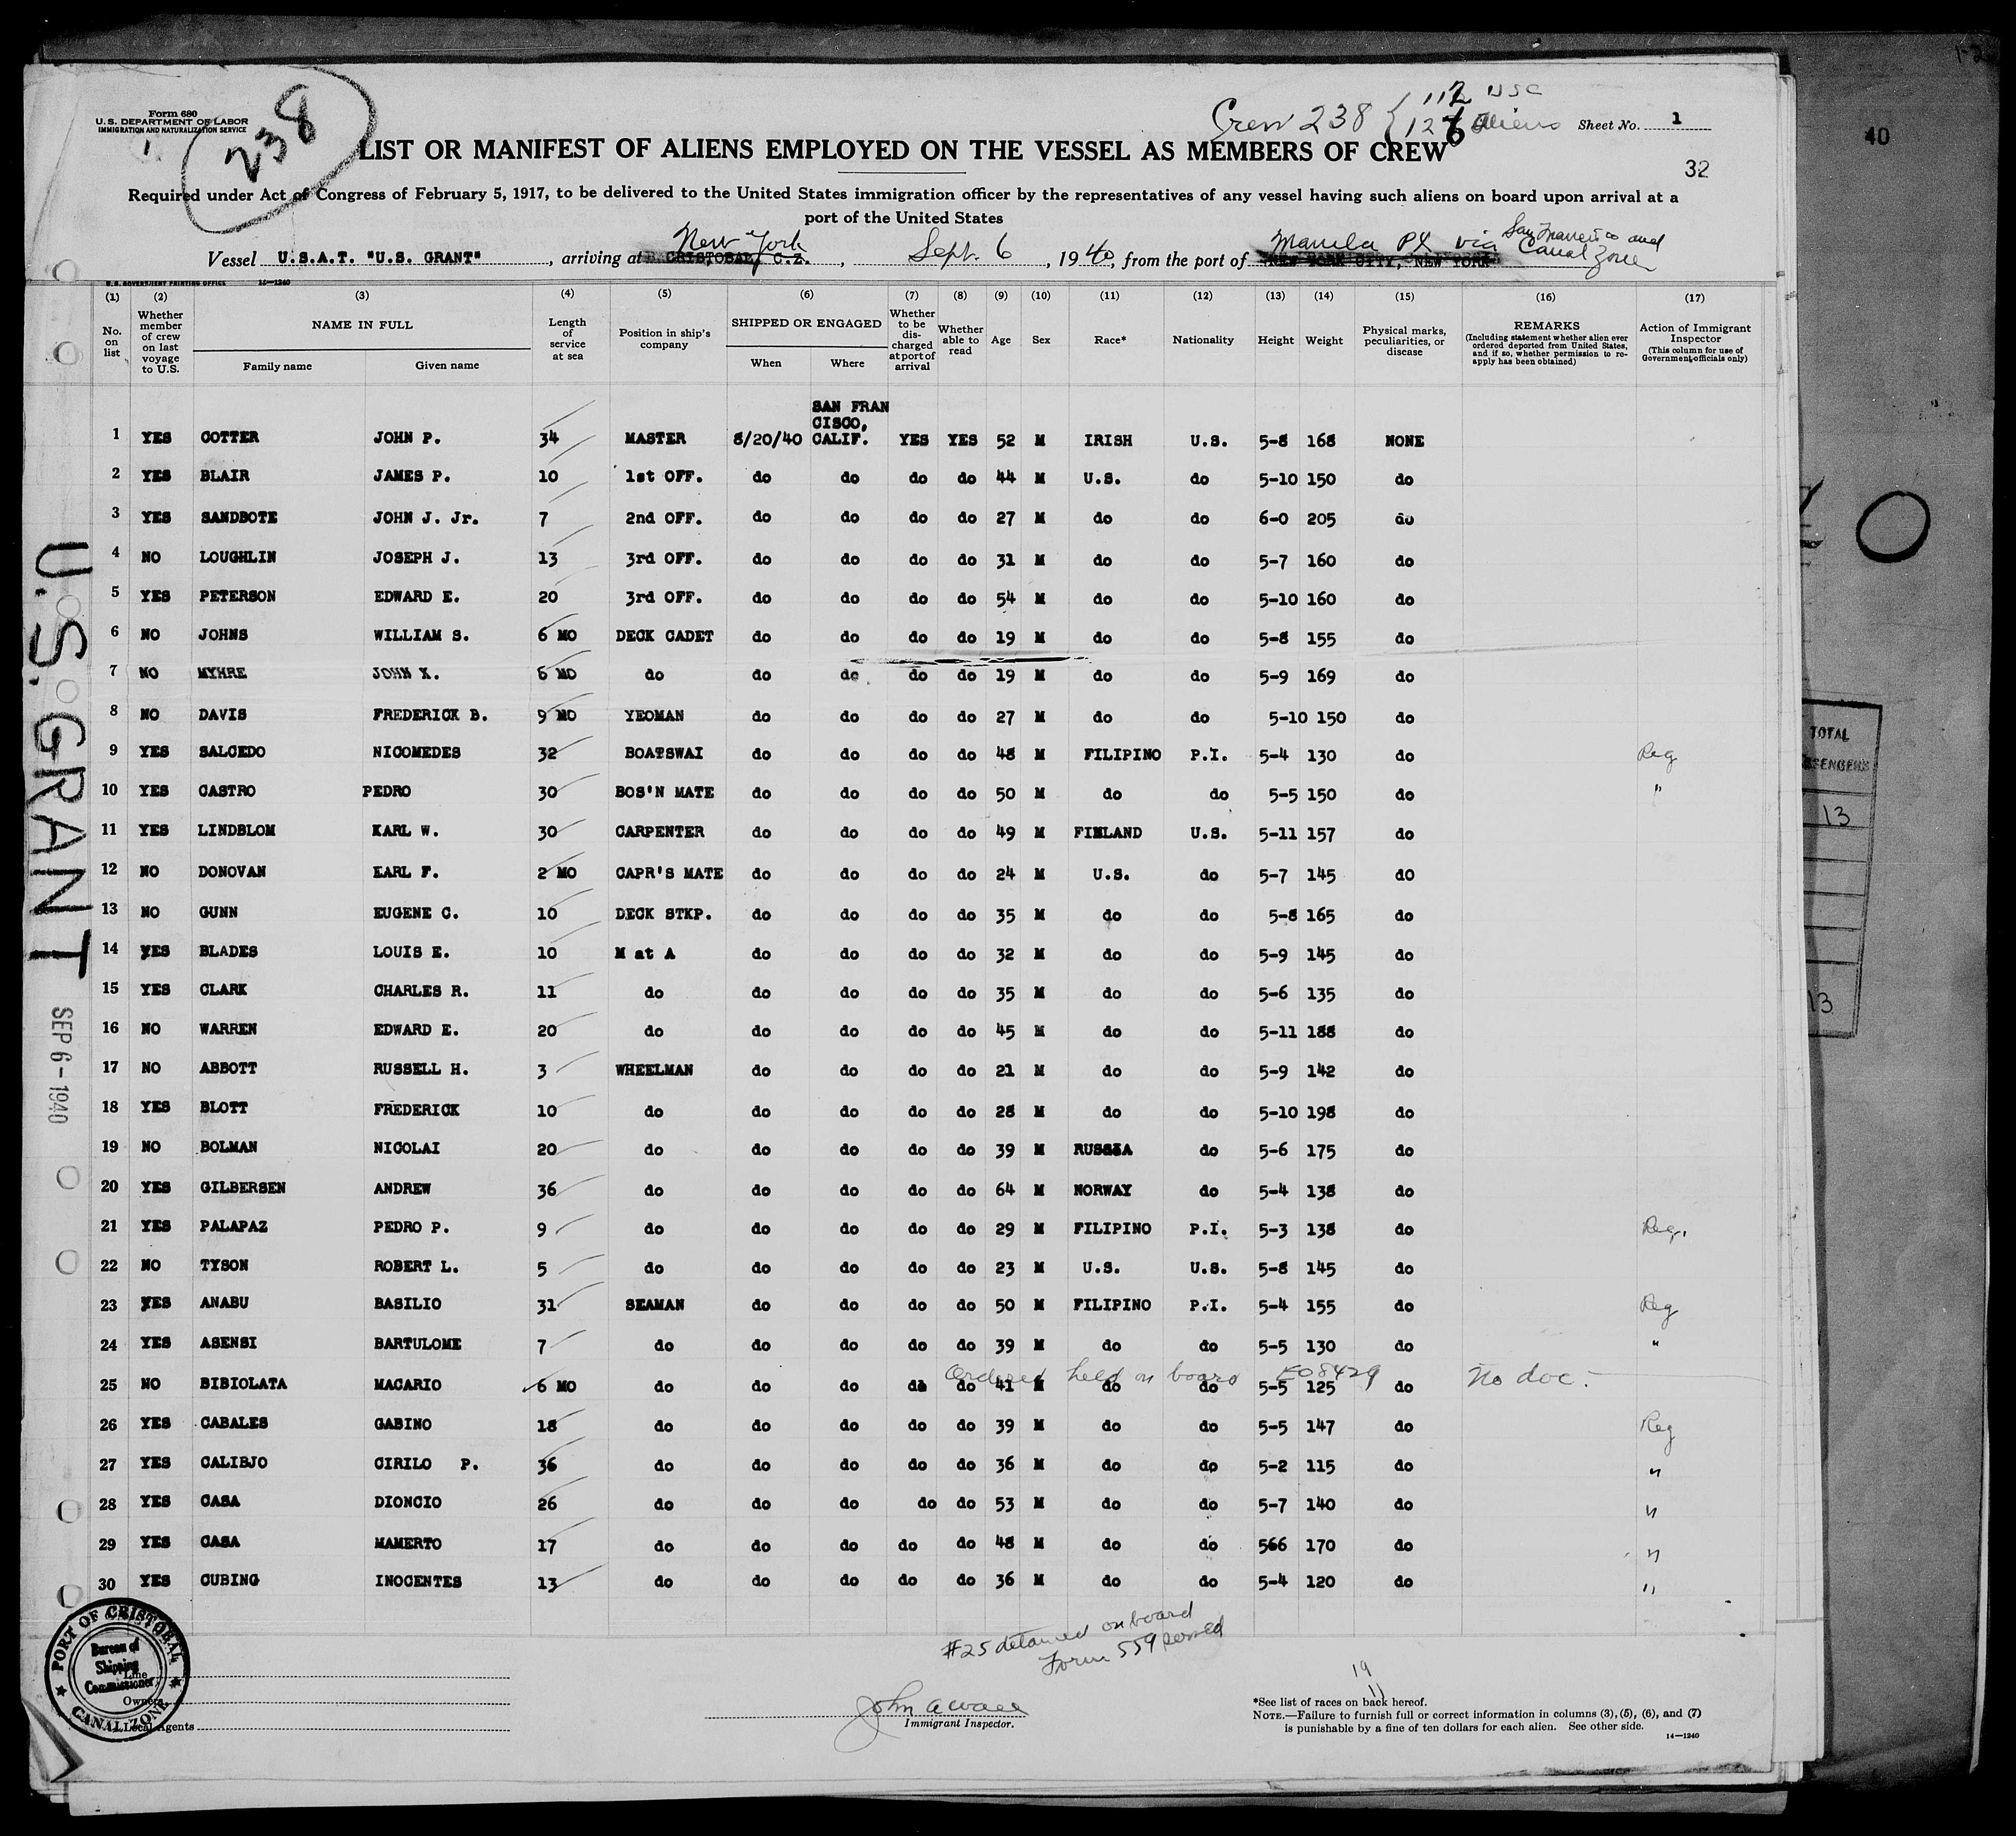 1-2
40
Form 680
U.S. DEPARTMENT OF LABOR
IMMIGRATION AND NATURALIZATION SERVICE
1
238
Crew 238 { 112 USC
126 Aliens
Sheet No. 1
LIST OR MANIFEST OF ALIENS EMPLOYED ON THE VESSEL AS MEMBERS OF CREW
32
Required under Act of Congress of February 5, 1917, to be delivered to the United States immigration officer by the representatives of any vessel having such aliens on board upon arrival at a
port of the United States
New York
Manila PI via San Francisco and
Canal Zone
Vessel U.S.A.T. "U.S. GRANT", arriving at CRISTOBAL, C.Z., Sept. 6, 1940, from the port of NEW YORK CITY, NEW YORK
U.S. GOVERNMENT PRINTING OFFICE 14—1240
(1) (2) (3) (4) (5) (6) (7) (8) (9) (10) (11) (12) (13) (14) (15) (16) (17)
No. on list
Whether member of crew on last voyage to U.S.
NAME IN FULL
Family name Given name
Length of service at sea
Position in ship's company
SHIPPED OR ENGAGED
When Where
Whether to be discharged at port of arrival
Whether able to read
Age Sex Race* Nationality Height Weight
Physical marks, peculiarities, or disease
REMARKS
(Including statement whether alien ever ordered deported from United States, and if so, whether permission to reapply has been obtained)
Action of Immigrant Inspector
(This column for use of Government officials only)
1 YES COTTER JOHN P. 34 MASTER 8/20/40 SAN FRAN CISCO, CALIF. YES YES 52 M IRISH U.S. 5-8 168 NONE
2 YES BLAIR JAMES P. 10 1st OFF. do do do do 44 M U.S. do 5-10 150 do
3 YES SANDBOTE JOHN J. Jr. 7 2nd OFF. do do do do 27 M do do 6-0 205 do
4 NO LOUGHLIN JOSEPH J. 13 3rd OFF. do do do do 31 M do do 5-7 160 do
5 YES PETERSON EDWARD E. 20 3rd OFF. do do do do 54 M do do 5-10 160 do
6 NO JOHNS WILLIAM S. 6 MO DECK CADET do do do do 19 M do do 5-8 155 do
7 NO MYHRE JOHN X. 6 MO do do do do do 19 M do do 5-9 169 do
8 NO DAVIS FREDERICK B. 9 MO YEOMAN do do do do 27 M do do 5-10 150 do
9 YES SALCEDO NICOMEDES 32 BOATSWAI do do do do 48 M FILIPINO P.I. 5-4 130 do Reg
10 YES CASTRO PEDRO 30 BOS'N MATE do do do do 50 M do do 5-5 150 do "
11 YES LINDBLOM KARL W. 30 CARPENTER do do do do 49 M FINLAND U.S. 5-11 157 do
12 NO DONOVAN EARL F. 2 MO CAPR'S MATE do do do do 24 M U.S. do 5-7 145 dO
13 NO GUNN EUGENE C. 10 DECK STKP. do do do do 35 M do do 5-8 165 do
14 YES BLADES LOUIS E. 10 M at A do do do do 32 M do do 5-9 145 do
15 YES CLARK CHARLES R. 11 do do do do do 35 M do do 5-6 135 do
16 NO WARREN EDWARD E. 20 do do do do do 45 M do do 5-11 188 do
17 NO ABBOTT RUSSELL H. 3 WHEELMAN do do do do 21 M do do 5-9 142 do
18 YES BLOTT FREDERICK 10 do do do do do 28 M do do 5-10 198 do
19 NO BOLMAN NICOLAI 20 do do do do do 39 M RUSSIA do 5-6 175 do
20 YES GILBERSEN ANDREW 36 do do do do do 64 M NORWAY do 5-4 138 do
21 YES PALAPAZ PEDRO P. 9 do do do do do 29 M FILIPINO P.I. 5-3 138 do Reg.
22 NO TYSON ROBERT L. 5 do do do do do 23 M U.S. U.S. 5-8 145 do
23 YES ANABU BASILIO 31 SEAMAN do do do do 50 M FILIPINO P.I. 5-4 155 do Reg
24 YES ASENSI BARTULOME 7 do do do do do 39 M do do 5-5 130 do "
Ordered held on board E08429
25 NO BIBIOLATA MACARIO 6 MO do do do do do 41 M do do 5-5 125 do No doc.
26 YES CABALES GABINO 18 do do do do do 39 M do do 5-5 147 do Reg
27 YES CALIBJO CIRILO P. 36 do do do do do 36 M do do 5-2 115 do "
28 YES CASA DIONCIO 26 do do do do do 53 M do do 5-7 140 do "
29 YES CASA MAMERTO 17 do do do do do 48 M do do 566 170 do "
30 YES CUBING INOCENTES 13 do do do do do 36 M do do 5-4 120 do "
U.S. GRANT
SEP 6 - 1940
TOTAL
13
13
#25 detained on board
Form 559 served
PORT OF CRISTOBAL
Bureau of Shipping Commissioner
CANAL ZONE
Line
Owners
Local Agents
Immigrant Inspector.
19
11
*See list of races on back hereof.
NOTE.—Failure to furnish full or correct information in columns (3), (5), (6), and (7)
is punishable by a fine of ten dollars for each alien. See other side.
14—1240